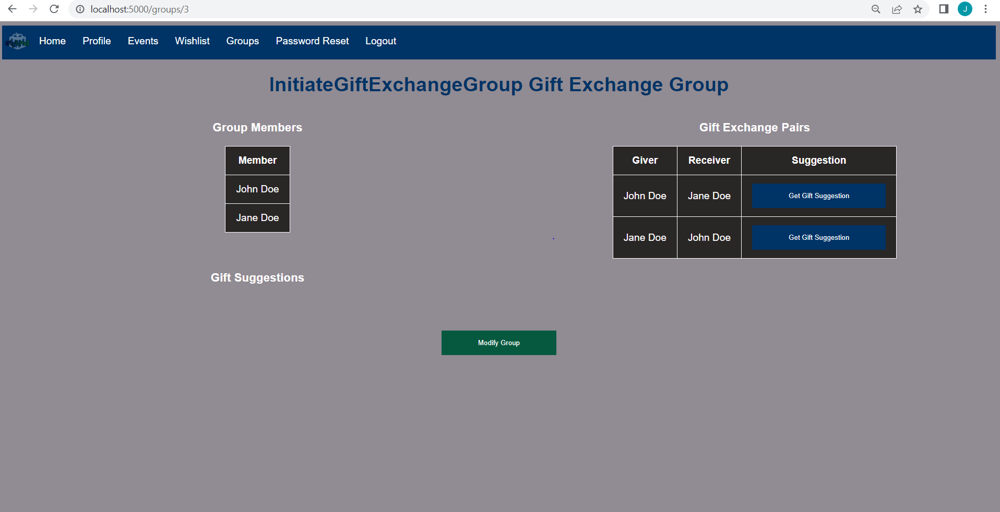 localhost:5000/groups/3
J
Home Profile Events Wishlist Groups Password Reset Logout
InitiateGiftExchangeGroup Gift Exchange Group
Group Members
Member
John Doe
Jane Doe
Gift Exchange Pairs
Giver Receiver Suggestion
John Doe Jane Doe Get Gift Suggestion
Jane Doe John Doe Get Gift Suggestion
Gift Suggestions
Modify Group